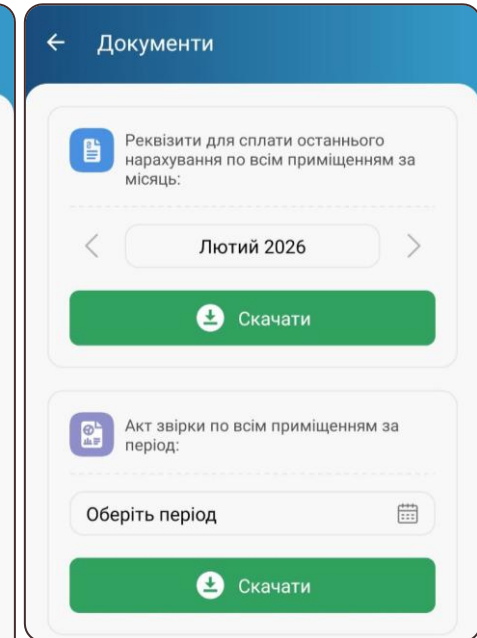 Документи
Реквізити для сплати останнього
нарахування по всім приміщенням за
місяць:
Лютий 2026
Скачати
Акт звірки по всім приміщенням за
період:
Оберіть період
Скачати